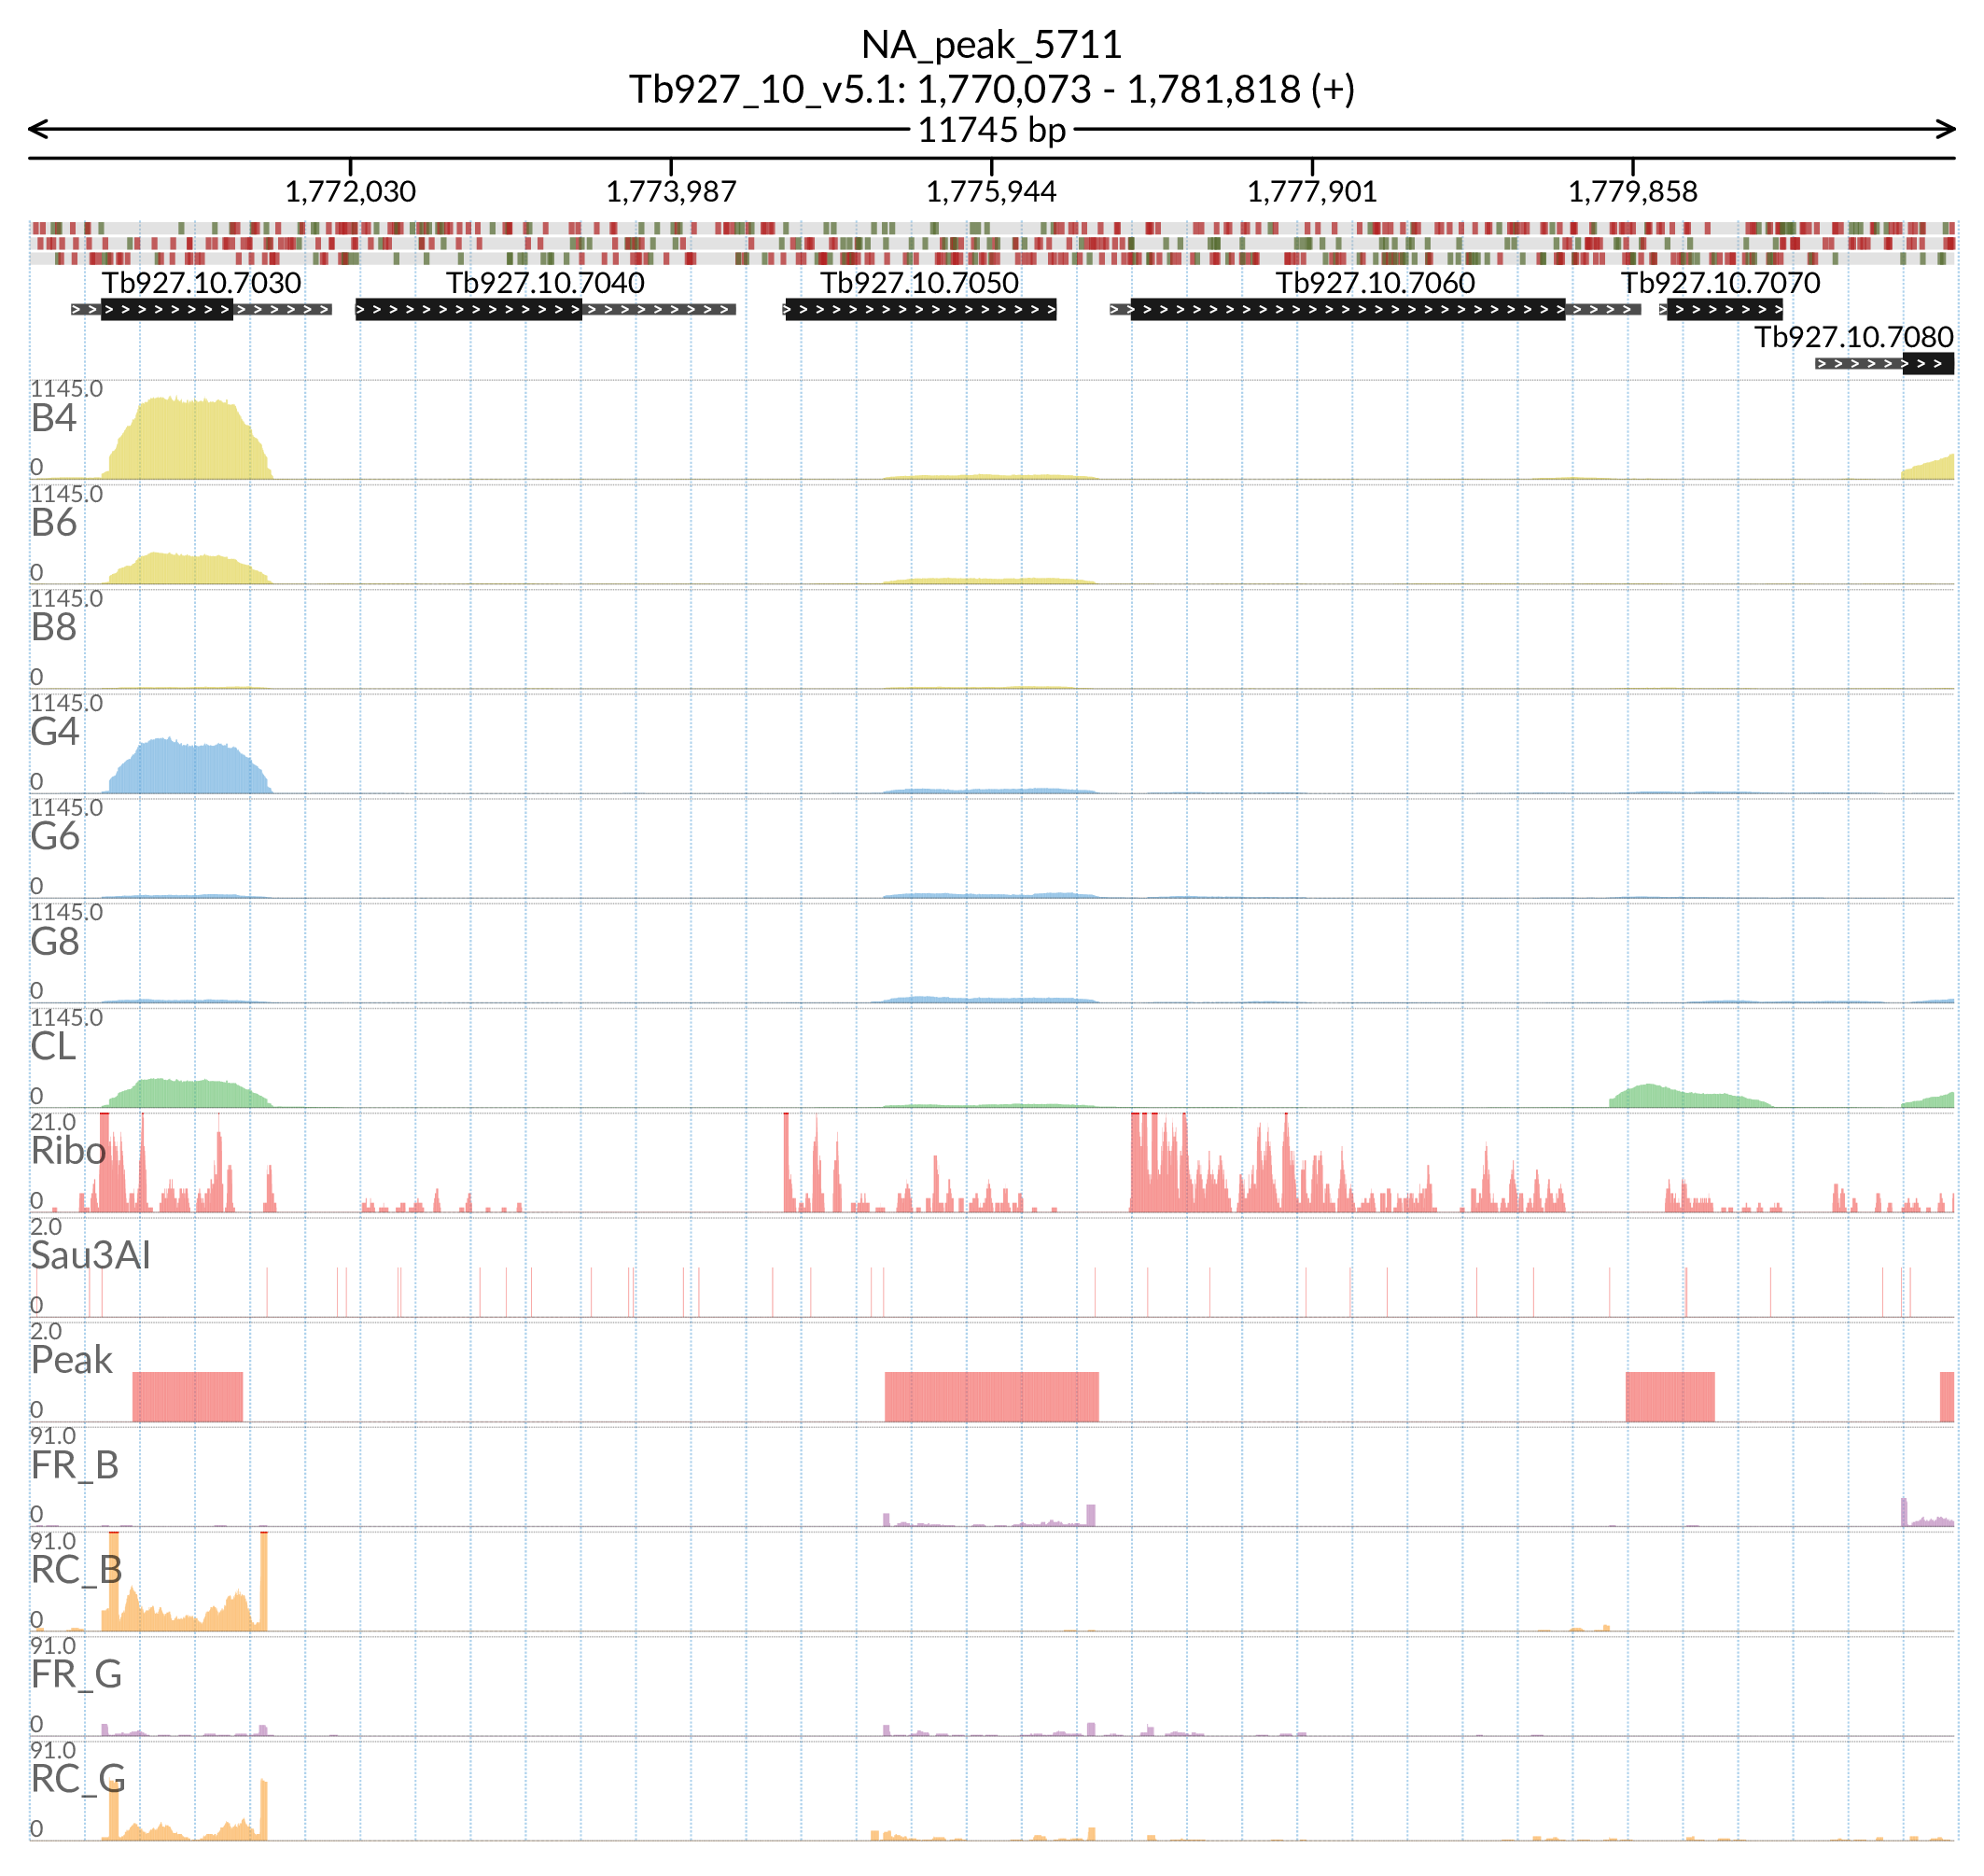 NA_peak_5711
Tb927_10_v5.1: 1,770,073 - 1,781,818 (+)
11745 bp
1,772,030 1,773,987 1,775,944 1,777,901 1,779,858
Tb927.10.7030 Tb927.10.7040 Tb927.10.7050 Tb927.10.7060 Tb927.10.7070
Tb927.10.7080
1145.0
B4
0
1145.0
B6
0
1145.0
B8
0
1145.0
G4
0
1145.0
G6
0
1145.0
G8
0
1145.0
CL
0
21.0
Ribo
0
2.0
Sau3AI
0
2.0
Peak
0
91.0
FR_B
0
91.0
RC_B
0
91.0
FR_G
0
91.0
RC_G
0